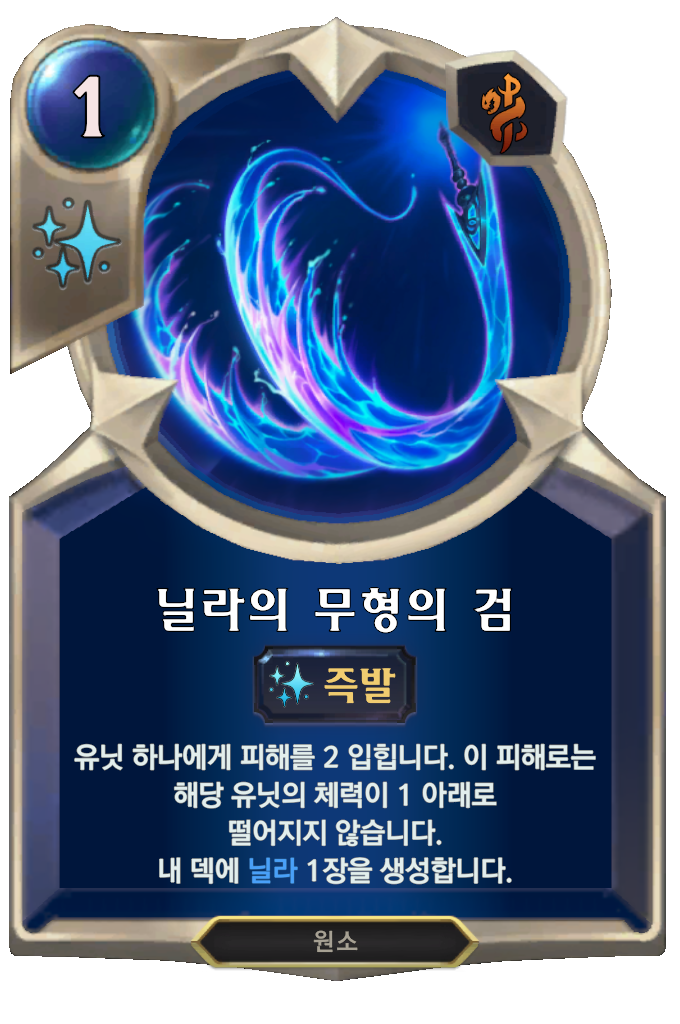 1
닐라의 무형의 검
즉발
유닛 하나에게 피해를 2 입힙니다. 이 피해로는
해당 유닛의 체력이 1 아래로
떨어지지 않습니다.
내 덱에 닐라 1장을 생성합니다.
원소